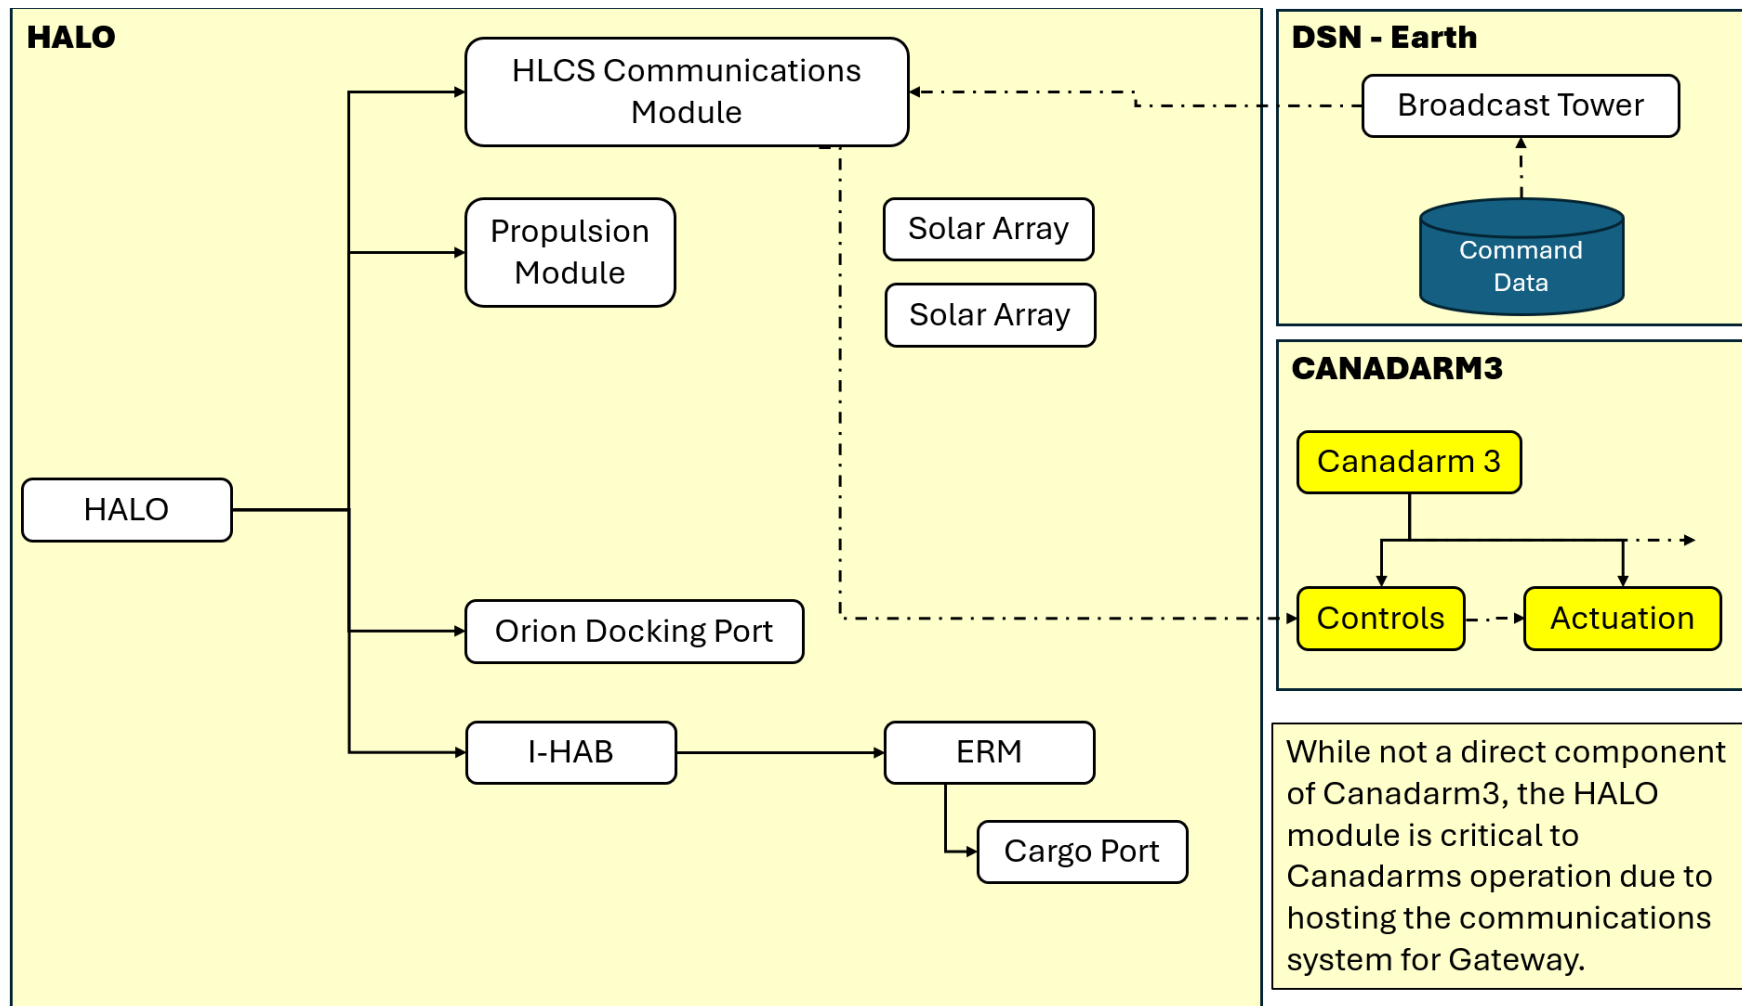 HALO
HLCS Communications
Module
Propulsion
Module
Solar Array
Solar Array
HALO
Orion Docking Port
I-HAB
ERM
Cargo Port
DSN - Earth
Broadcast Tower
Command
Data
CANADARM3
Canadarm 3
Controls
Actuation
While not a direct component
of Canadarm3, the HALO
module is critical to
Canadarms operation due to
hosting the communications
system for Gateway.